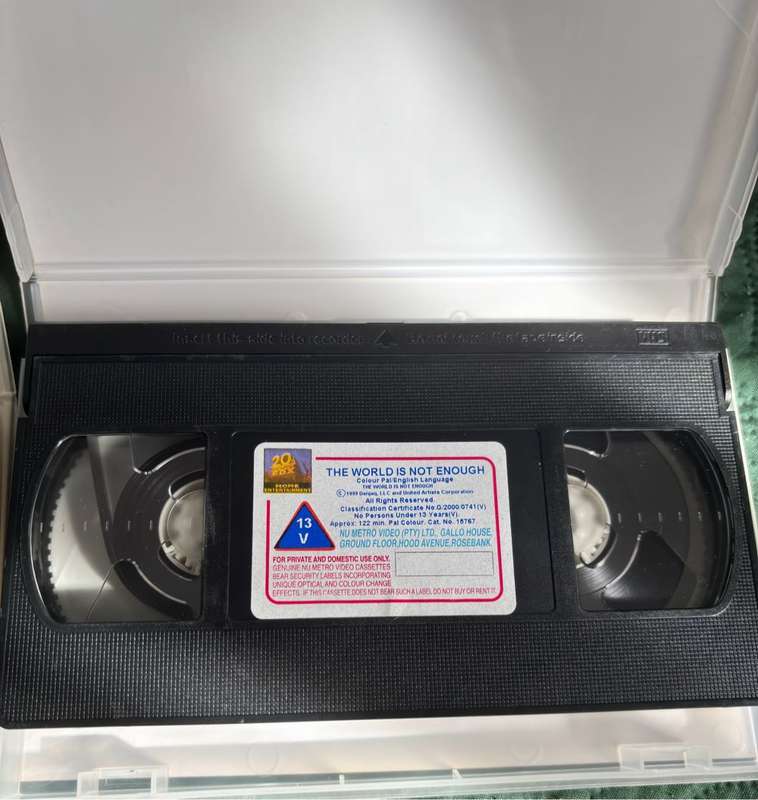 Insert this side into recorder
Do not touch the tape inside
VHS
20th
CENTURY
FOX
HOME
ENTERTAINMENT
THE WORLD IS NOT ENOUGH
Colour Pal/English Language
THE WORLD IS NOT ENOUGH
© 1999 Danjaq, LLC and United Artists Corporation
All Rights Reserved.
Classification Certificate No.G/2000/0741(V)
No Persons Under 13 Years(V).
Approx: 122 min. Pal Colour. Cat. No. 15767
13
V
NU METRO VIDEO (PTY) LTD., GALLO HOUSE,
GROUND FLOOR,HOOD AVENUE,ROSEBANK.
FOR PRIVATE AND DOMESTIC USE ONLY.
GENUINE NU METRO VIDEO CASSETTES
BEAR SECURITY LABELS INCORPORATING
UNIQUE OPTICAL AND COLOUR CHANGE
EFFECTS. IF THIS CASSETTE DOES NOT BEAR SUCH A LABEL DO NOT BUY OR RENT IT.